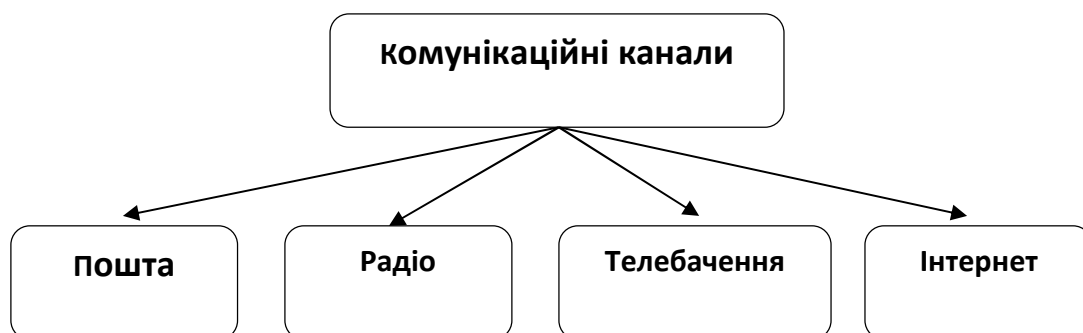 Комунікаційні канали
Пошта
Радіо
Телебачення
Інтернет